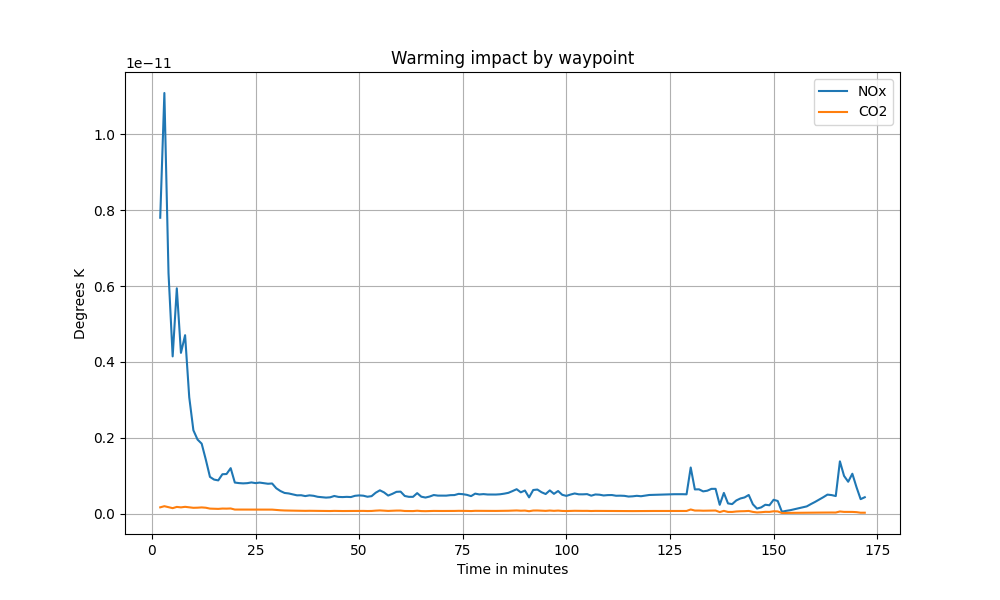 Warming impact by waypoint
1e−11
NOx
CO2
1.0
0.8
0.6
0.4
0.2
0.0
Degrees K
0 25 50 75 100 125 150 175
Time in minutes